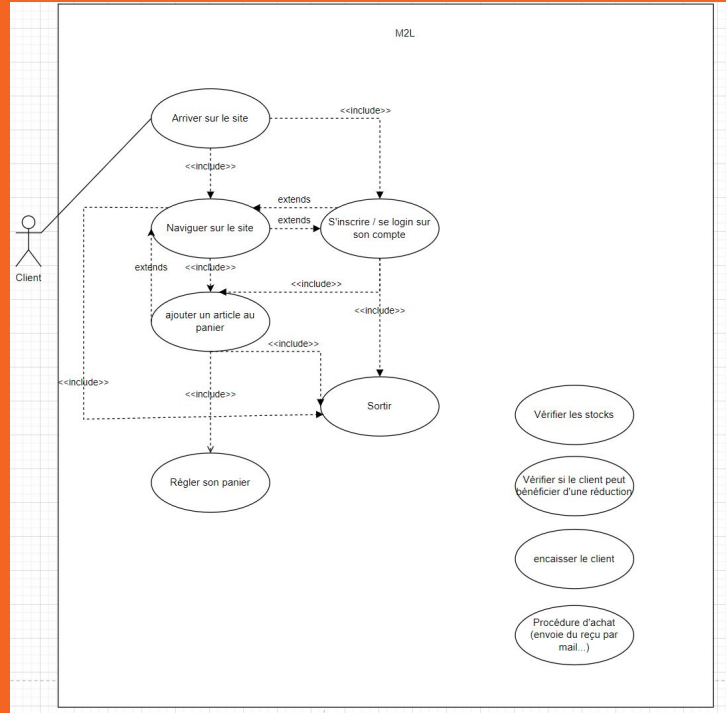 M2L
Arriver sur le site
<<include>>
<<include>>
extends
Naviguer sur le site
extends
S'inscrire / se login sur
son compte
Client
extends
<<include>>
<<include>>
ajouter un article au
panier
<<include>>
<<include>>
<<include>>
<<include>>
Sortir
Vérifier les stocks
Régler son panier
Vérifier si le client peut
bénéficier d'une réduction
encaisser le client
Procédure d'achat
(envoie du reçu par
mail...)